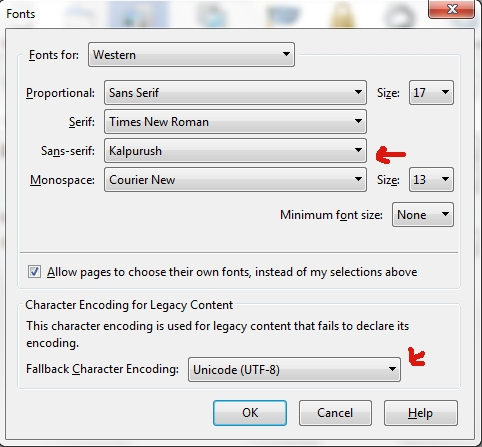 Fonts
Fonts for: Western
Proportional: Sans Serif Size: 17
Serif: Times New Roman
Sans-serif: Kalpurush
Monospace: Courier New Size: 13
Minimum font size: None
Allow pages to choose their own fonts, instead of my selections above
Character Encoding for Legacy Content
This character encoding is used for legacy content that fails to declare its
encoding.
Fallback Character Encoding: Unicode (UTF-8)
OK Cancel Help